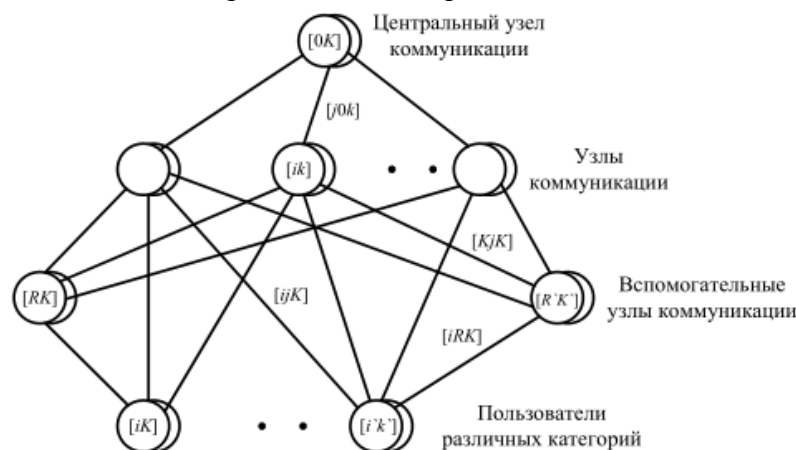 Центральный узел
коммуникации
[0K]
[j0k]
Узлы
коммуникации
[ik]
[KjK]
Вспомогательные
узлы коммуникации
[RK]
[ijK]
[R`K`]
[iRK]
Пользователи
различных категорий
[iK]
[i`k`]